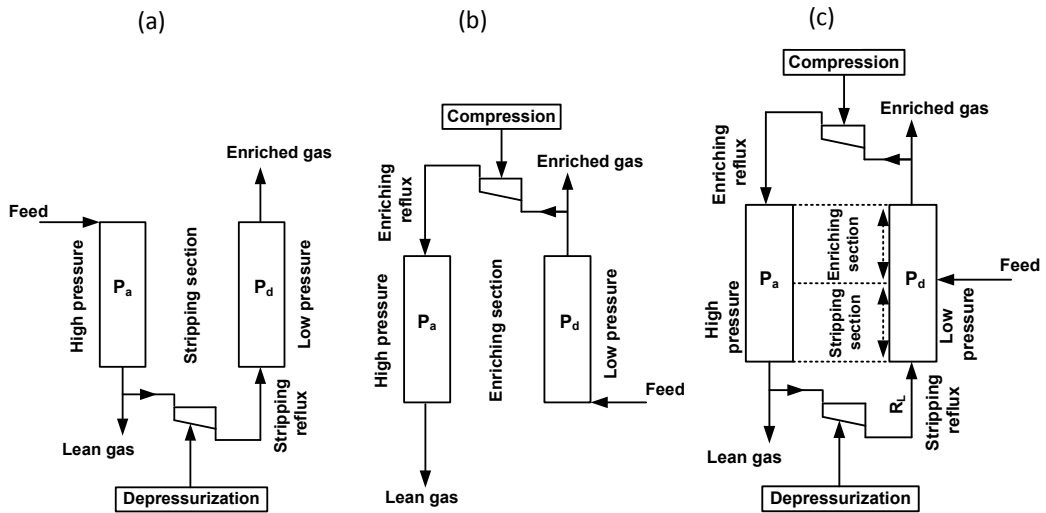 (a)
Enriched gas
Feed
High pressure
Pa
Stripping section
Pd
Low pressure
Stripping
reflux
Lean gas
Depressurization
(b)
Compression
Enriched gas
Enriching
reflux
High pressure
Pa
Enriching section
Pd
Low pressure
Feed
Lean gas
(c)
Compression
Enriched gas
Enriching
reflux
Enriching
section
Pa
Pd
Feed
High
pressure
Stripping
section
Low
pressure
RL
Stripping
reflux
Lean gas
Depressurization